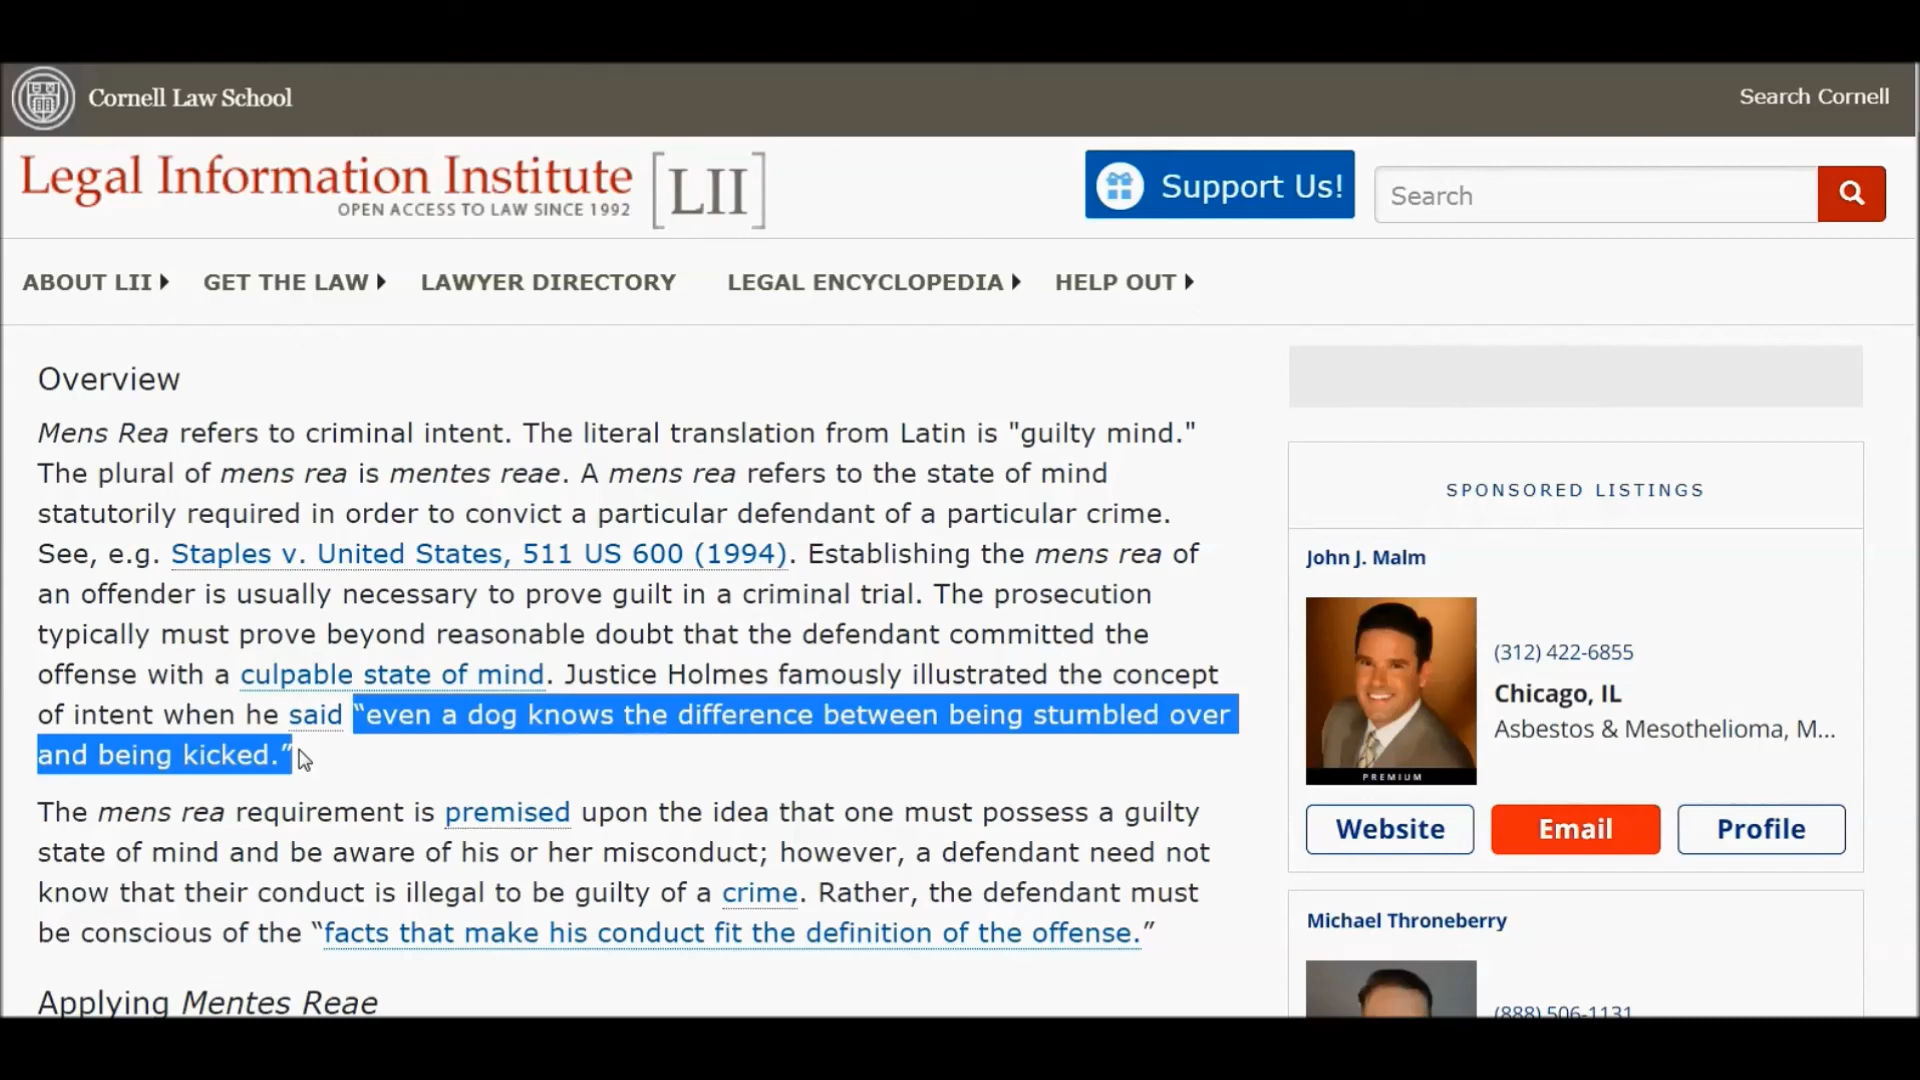 Cornell Law School
Search Cornell
Legal Information Institute [LII]
OPEN ACCESS TO LAW SINCE 1992
Support Us!
Search
ABOUT LII
GET THE LAW
LAWYER DIRECTORY
LEGAL ENCYCLOPEDIA
HELP OUT
Overview
Mens Rea refers to criminal intent. The literal translation from Latin is "guilty mind."
The plural of mens rea is mentes reae. A mens rea refers to the state of mind
statutorily required in order to convict a particular defendant of a particular crime.
See, e.g. Staples v. United States, 511 US 600 (1994). Establishing the mens rea of
an offender is usually necessary to prove guilt in a criminal trial. The prosecution
typically must prove beyond reasonable doubt that the defendant committed the
offense with a culpable state of mind. Justice Holmes famously illustrated the concept
of intent when he said “even a dog knows the difference between being stumbled over
and being kicked.”
The mens rea requirement is premised upon the idea that one must possess a guilty
state of mind and be aware of his or her misconduct; however, a defendant need not
know that their conduct is illegal to be guilty of a crime. Rather, the defendant must
be conscious of the “facts that make his conduct fit the definition of the offense.”
Applying Mentes Reae
SPONSORED LISTINGS
John J. Malm
PREMIUM
(312) 422-6855
Chicago, IL
Asbestos & Mesothelioma, M...
Website
Email
Profile
Michael Throneberry
(888) 506-1131